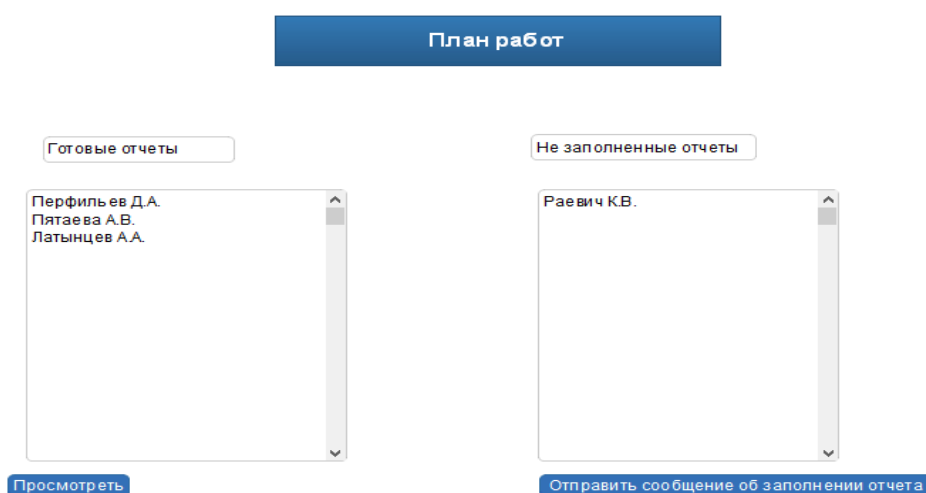 План работ
Готовые отчеты
Не заполненные отчеты
Перфильев Д.А.
Пятаева А.В.
Латынцев А.А.
Раевич К.В.
Просмотреть
Отправить сообщение об заполнении отчета